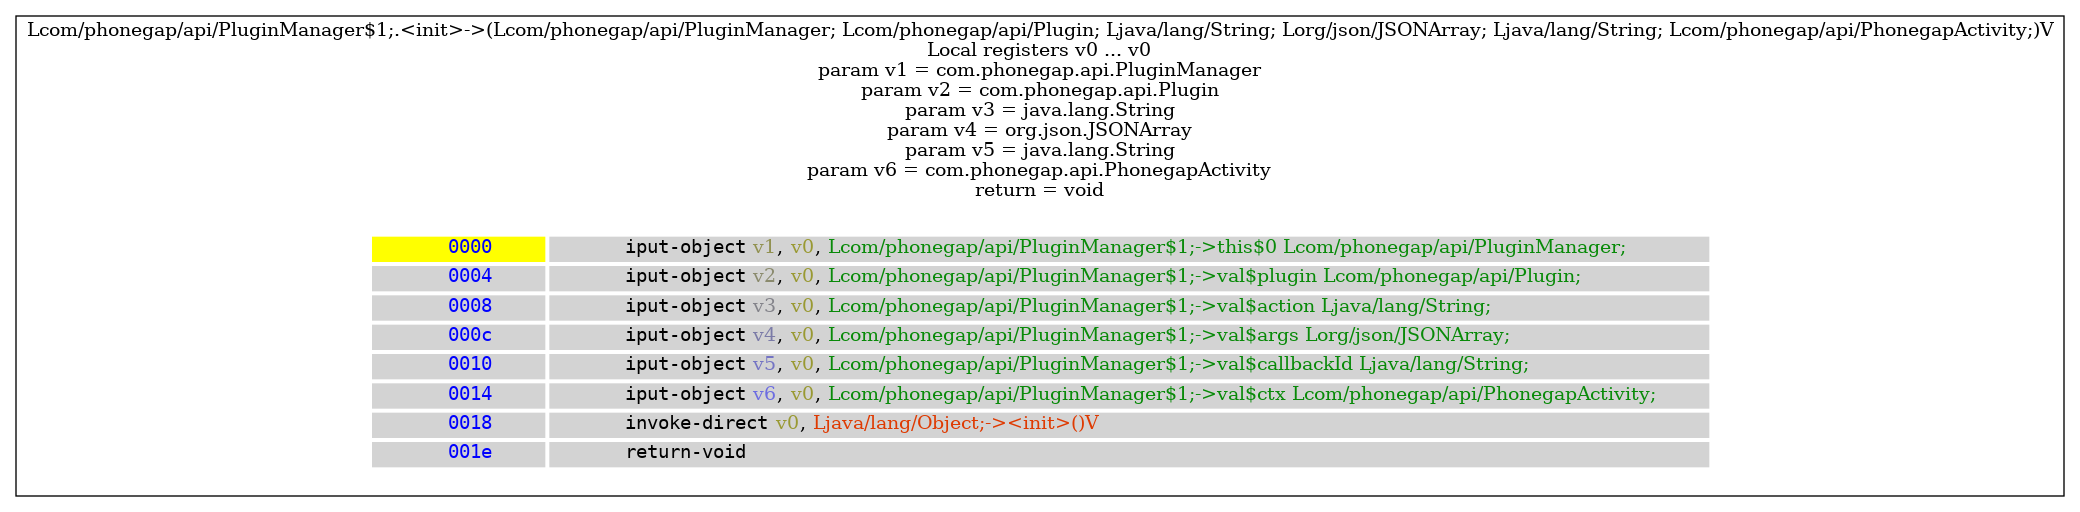 Lcom/phonegap/api/PluginManager$1;.<init>->(Lcom/phonegap/api/PluginManager; Lcom/phonegap/api/Plugin; Ljava/lang/String; Lorg/json/JSONArray; Ljava/lang/String; Lcom/phonegap/api/PhonegapActivity;)V
Local registers v0 ... v0
param v1 = com.phonegap.api.PluginManager
param v2 = com.phonegap.api.Plugin
param v3 = java.lang.String
param v4 = org.json.JSONArray
param v5 = java.lang.String
param v6 = com.phonegap.api.PhonegapActivity
return = void
0000 iput-object v1, v0, Lcom/phonegap/api/PluginManager$1;->this$0 Lcom/phonegap/api/PluginManager;
0004 iput-object v2, v0, Lcom/phonegap/api/PluginManager$1;->val$plugin Lcom/phonegap/api/Plugin;
0008 iput-object v3, v0, Lcom/phonegap/api/PluginManager$1;->val$action Ljava/lang/String;
000c iput-object v4, v0, Lcom/phonegap/api/PluginManager$1;->val$args Lorg/json/JSONArray;
0010 iput-object v5, v0, Lcom/phonegap/api/PluginManager$1;->val$callbackId Ljava/lang/String;
0014 iput-object v6, v0, Lcom/phonegap/api/PluginManager$1;->val$ctx Lcom/phonegap/api/PhonegapActivity;
0018 invoke-direct v0, Ljava/lang/Object;-><init>()V
001e return-void